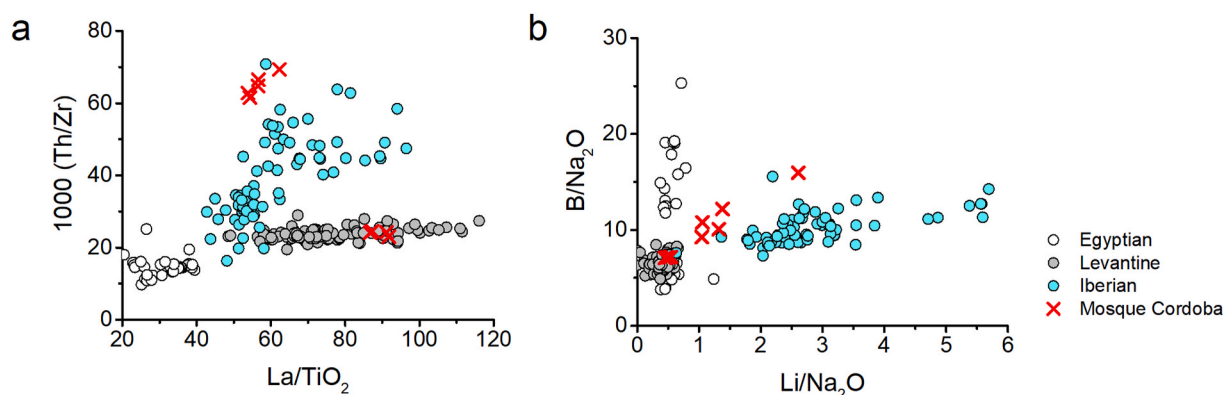 a
80
60
40
20
0
1000 (Th/Zr)
20 40 60 80 100 120
La/TiO₂
b
30
20
10
0
B/Na₂O
0 1 2 3 4 5 6
Li/Na₂O
Egyptian
Levantine
Iberian
Mosque Cordoba